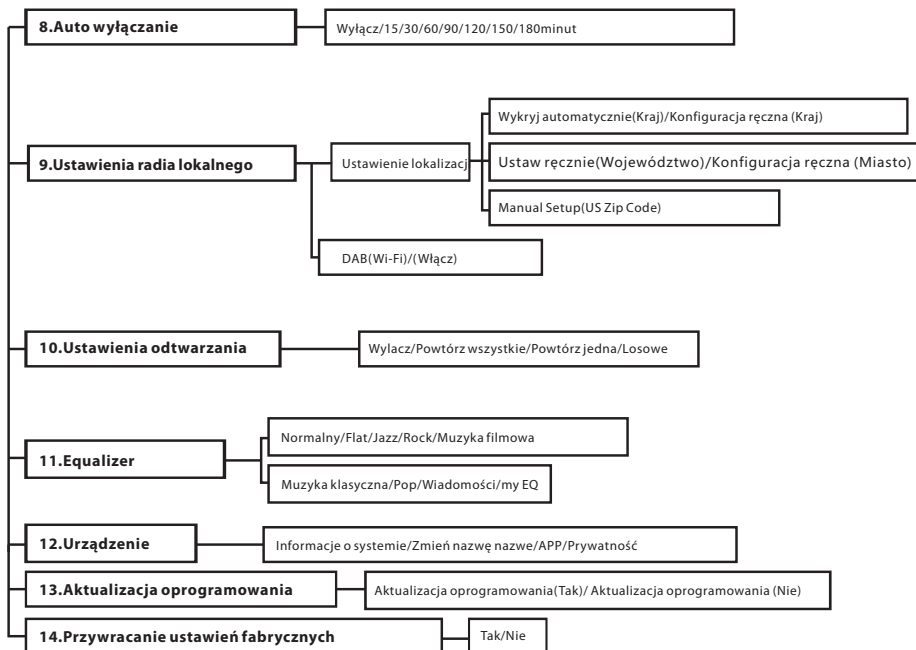 8.Auto wyłączanie
Wyłącz/15/30/60/90/120/150/180minut
Wykryj automatycznie(Kraj)/Konfiguracja ręczna (Kraj)
9.Ustawienia radia lokalnego
Ustawienie lokalizacj
Ustaw ręcznie(Województwo)/Konfiguracja ręczna (Miasto)
Manual Setup(US Zip Code)
DAB(Wi-Fi)/(Włącz)
10.Ustawienia odtwarzania
Wylacz/Powtórz wszystkie/Powtórz jedna/Losowe
Normalny/Flat/Jazz/Rock/Muzyka filmowa
11.Equalizer
Muzyka klasyczna/Pop/Wiadomości/my EQ
12.Urządzenie
Informacje o systemie/Zmień nazwę nazwe/APP/Prywatność
13.Aktualizacja oprogramowania
Aktualizacja oprogramowania(Tak)/ Aktualizacja oprogramowania (Nie)
14.Przywracanie ustawień fabrycznych
Tak/Nie